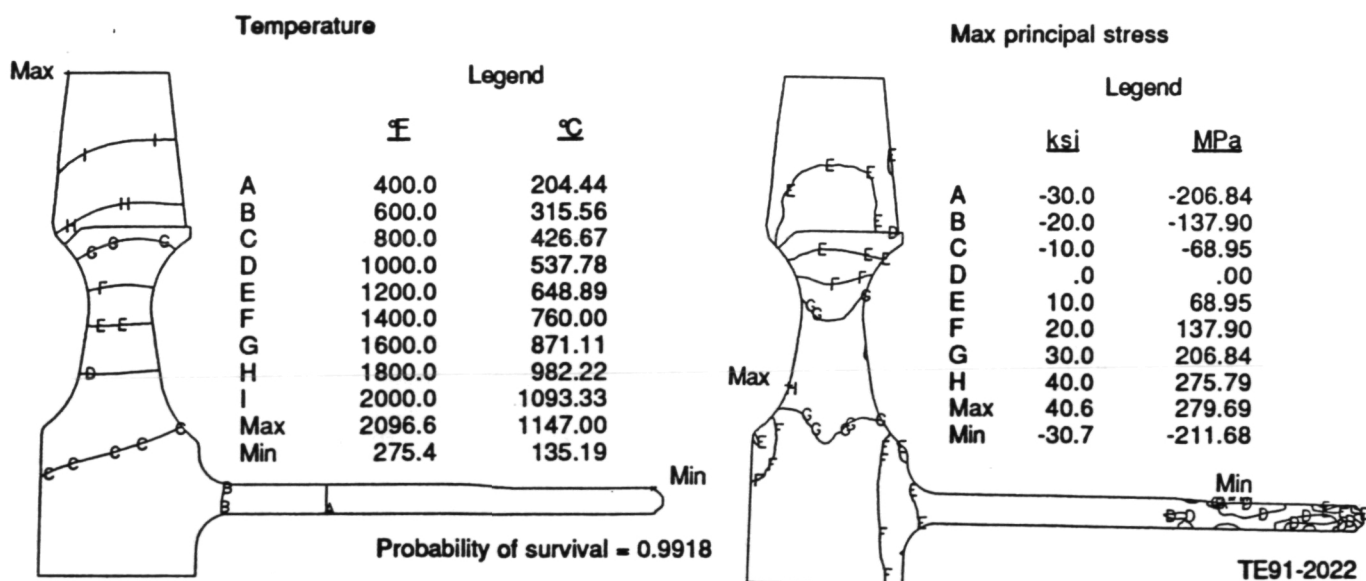 Temperature
Max
Legend
°F °C
A 400.0 204.44
B 600.0 315.56
C 800.0 426.67
D 1000.0 537.78
E 1200.0 648.89
F 1400.0 760.00
G 1600.0 871.11
H 1800.0 982.22
I 2000.0 1093.33
Max 2096.6 1147.00
Min 275.4 135.19
I I
H H
G G C
F
E E
D
C C C C C
B
B
A
Min
Probability of survival = 0.9918
Max principal stress
Legend
ksi MPa
A -30.0 -206.84
B -20.0 -137.90
C -10.0 -68.95
D .0 .00
E 10.0 68.95
F 20.0 137.90
G 30.0 206.84
H 40.0 275.79
Max 40.6 279.69
Min -30.7 -211.68
E E E E
E D
E E E
F F
G G G
Max
H
G G G G
Min
TE91-2022